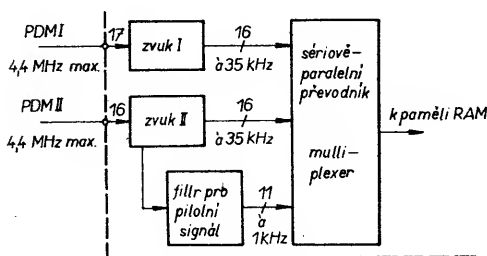 PDM I
17
4,4 MHz max.
zvuk I
16
à 35 kHz
PDM II
16
4,4 MHz max.
zvuk II
16
à 35 kHz
filtr pro
pilotní
signál
11
à
1kHz
sériově-
paralelní
převodník
multi-
plexer
k paměli RAM